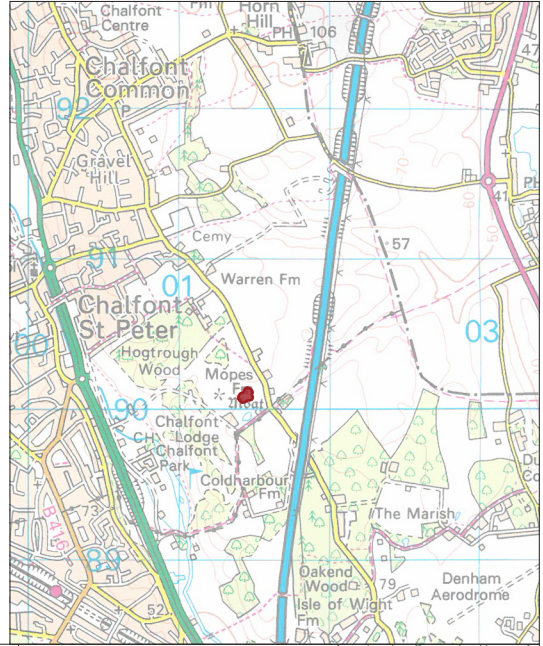 Chalfont
Centre
Horn
Hill
PH
106
47
Chalfont
Common
92
P
Gravel
Hill
PH
41
Cemy
57
91
01
Warren Fm
Chalfont
St Peter
03
00
Hogtrough
Wood
Mopes
Fm
Moat
90
CH
Chalfont
Lodge
Chalfont
Park
Coldharbour
Fm
73
The Marish
B416
89
Oakend
Wood
79
Denham
Aerodrome
Isle of Wight
Fm
52